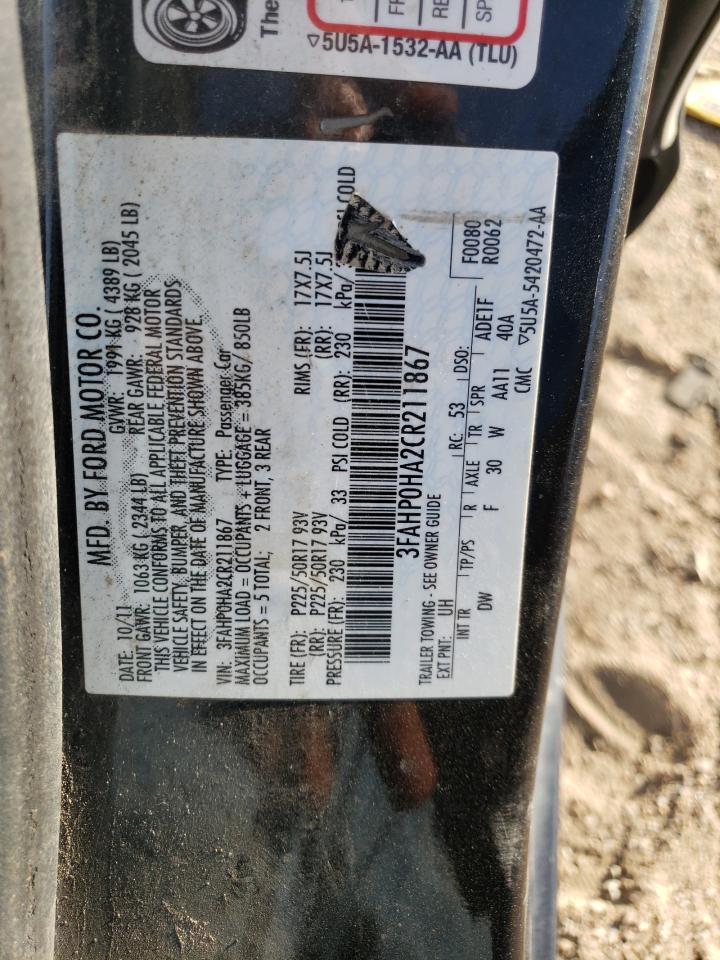 The
FR
RE
SP
▽5U5A-1532-AA (TLU)
MFD. BY FORD MOTOR CO.
DATE: 10/11 GVWR: 1991 KG ( 4389 LB)
FRONT GAWR: 1063 KG ( 2344 LB) REAR GAWR: 928 KG ( 2045 LB)
THIS VEHICLE CONFORMS TO ALL APPLICABLE FEDERAL MOTOR
VEHICLE SAFETY, BUMPER, AND THEFT PREVENTION STANDARDS
IN EFFECT ON THE DATE OF MANUFACTURE SHOWN ABOVE.
VIN: 3FAHP0HA2CR211867 TYPE: Passenger Car
MAXIMUM LOAD = OCCUPANTS + LUGGAGE = 385KG/ 850LB
OCCUPANTS = 5 TOTAL; 2 FRONT, 3 REAR
TIRE (FR): P225/50R17 93V RIMS (FR): 17X7.5J
(RR): P225/50R17 93V (RR): 17X7.5J
PRESSURE (FR): 230 kPa/ 33 PSI COLD (RR): 230 kPa/ SI COLD
3FAHP0HA2CR211867
TRAILER TOWING - SEE OWNER GUIDE F0080
EXT PNT: UH RC: 53 DSO: R0062
INT TR TP/PS R AXLE TR SPR ADE1F
DW F 30 W AA11 40A
CMC ▽5U5A-5420472-AA